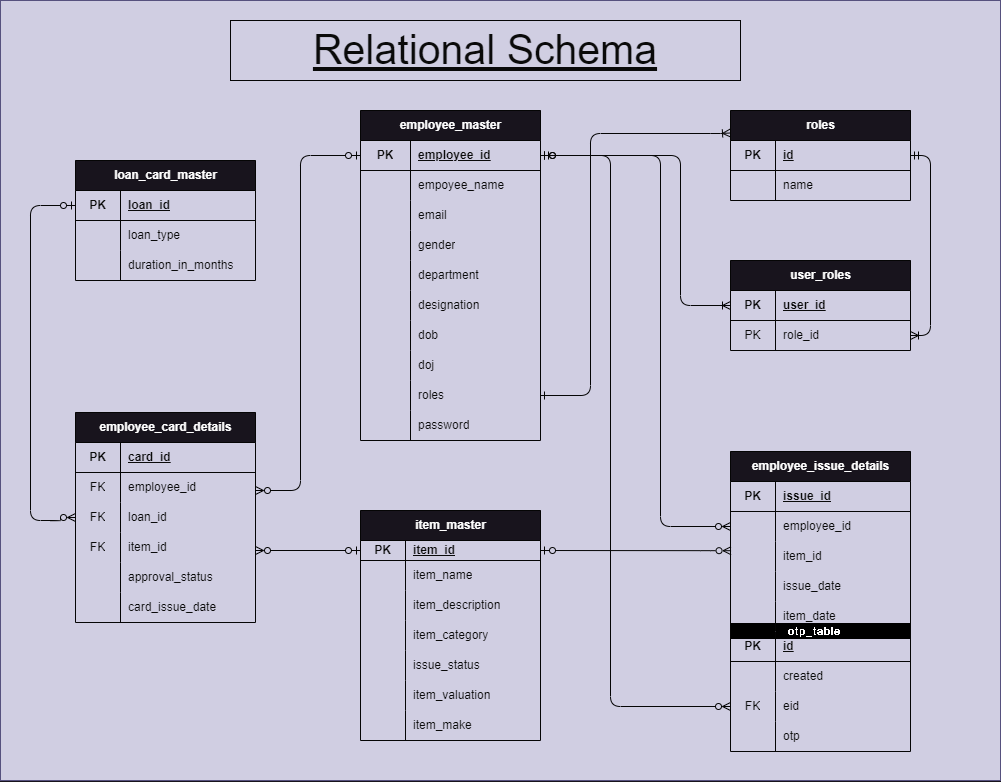 Relational Schema
employee_master
PK employee_id
empoyee_name
email
gender
department
designation
dob
doj
roles
password
roles
PK id
name
loan_card_master
PK loan_id
loan_type
duration_in_months
user_roles
PK user_id
PK role_id
employee_card_details
PK card_id
FK employee_id
FK loan_id
FK item_id
approval_status
card_issue_date
item_master
PK item_id
item_name
item_description
item_category
issue_status
item_valuation
item_make
employee_issue_details
PK issue_id
employee_id
item_id
issue_date
item_date
otp_table
PK id
created
FK eid
otp